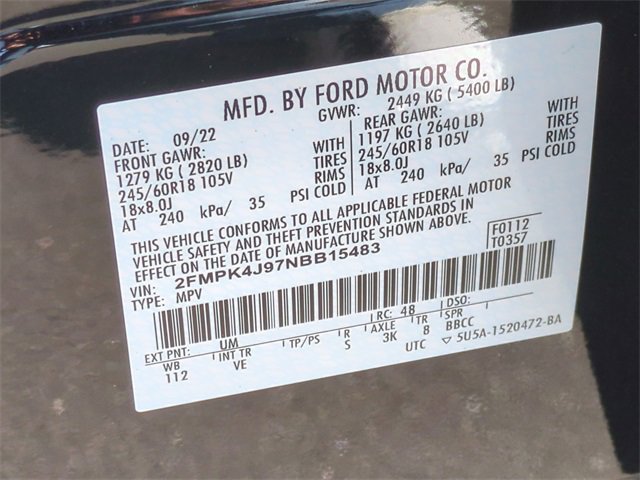 MFD. BY FORD MOTOR CO.
DATE: 09/22 GVWR: 2449 KG ( 5400 LB)
FRONT GAWR: WITH REAR GAWR: WITH
1279 KG ( 2820 LB) TIRES 1197 KG ( 2640 LB) TIRES
245/60R18 105V RIMS 245/60R18 105V RIMS
18x8.0J PSI COLD 18x8.0J PSI COLD
AT 240 kPa/ 35 AT 240 kPa/ 35
THIS VEHICLE CONFORMS TO ALL APPLICABLE FEDERAL MOTOR
VEHICLE SAFETY AND THEFT PREVENTION STANDARDS IN
EFFECT ON THE DATE OF MANUFACTURE SHOWN ABOVE.
VIN: 2FMPK4J97NBB15483 F0112
TYPE: MPV T0357
EXT PNT: UM RC: 48 DSO:
WB INT TR TP/PS R AXLE TR SPR
112 VE S 3K 8 BBCC
UTC ▽ 5U5A-1520472-BA